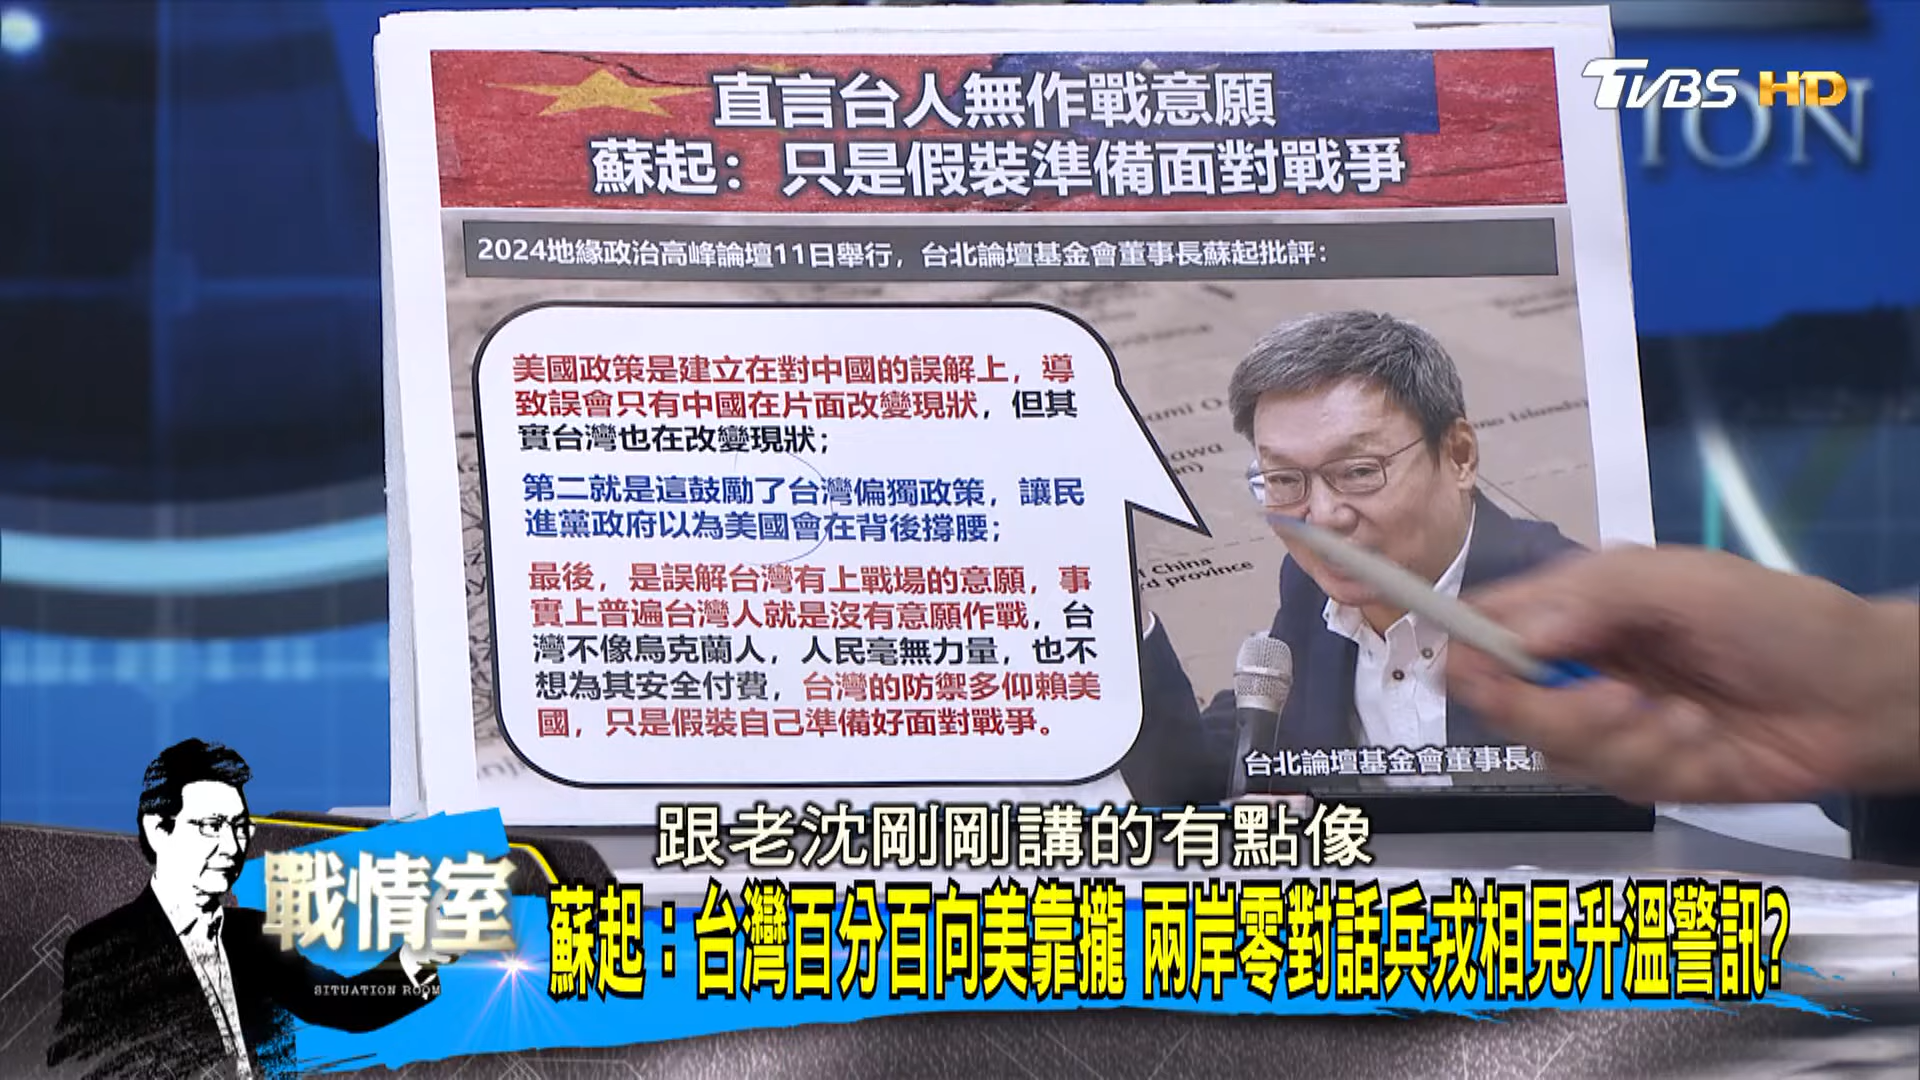 TVBS HD
ION
直言台人無作戰意願
蘇起：只是假裝準備面對戰爭
2024地緣政治高峰論壇11日舉行，台北論壇基金會董事長蘇起批評：
美國政策是建立在對中國的誤解上，導
致誤會只有中國在片面改變現狀，但其
實台灣也在改變現狀；
第二就是這鼓勵了台灣偏獨政策，讓民
進黨政府以為美國會在背後撐腰；
最後，是誤解台灣有上戰場的意願，事
實上普遍台灣人就是沒有意願作戰，台
灣不像烏克蘭人，人民毫無力量，也不
想為其安全付費，台灣的防禦多仰賴美
國，只是假裝自己準備好面對戰爭。
China
rd province
台北論壇基金會董事長
跟老沈剛剛講的有點像
戰情室
SITUATION ROOM
蘇起：台灣百分百向美靠攏 兩岸零對話兵戎相見升溫警訊?